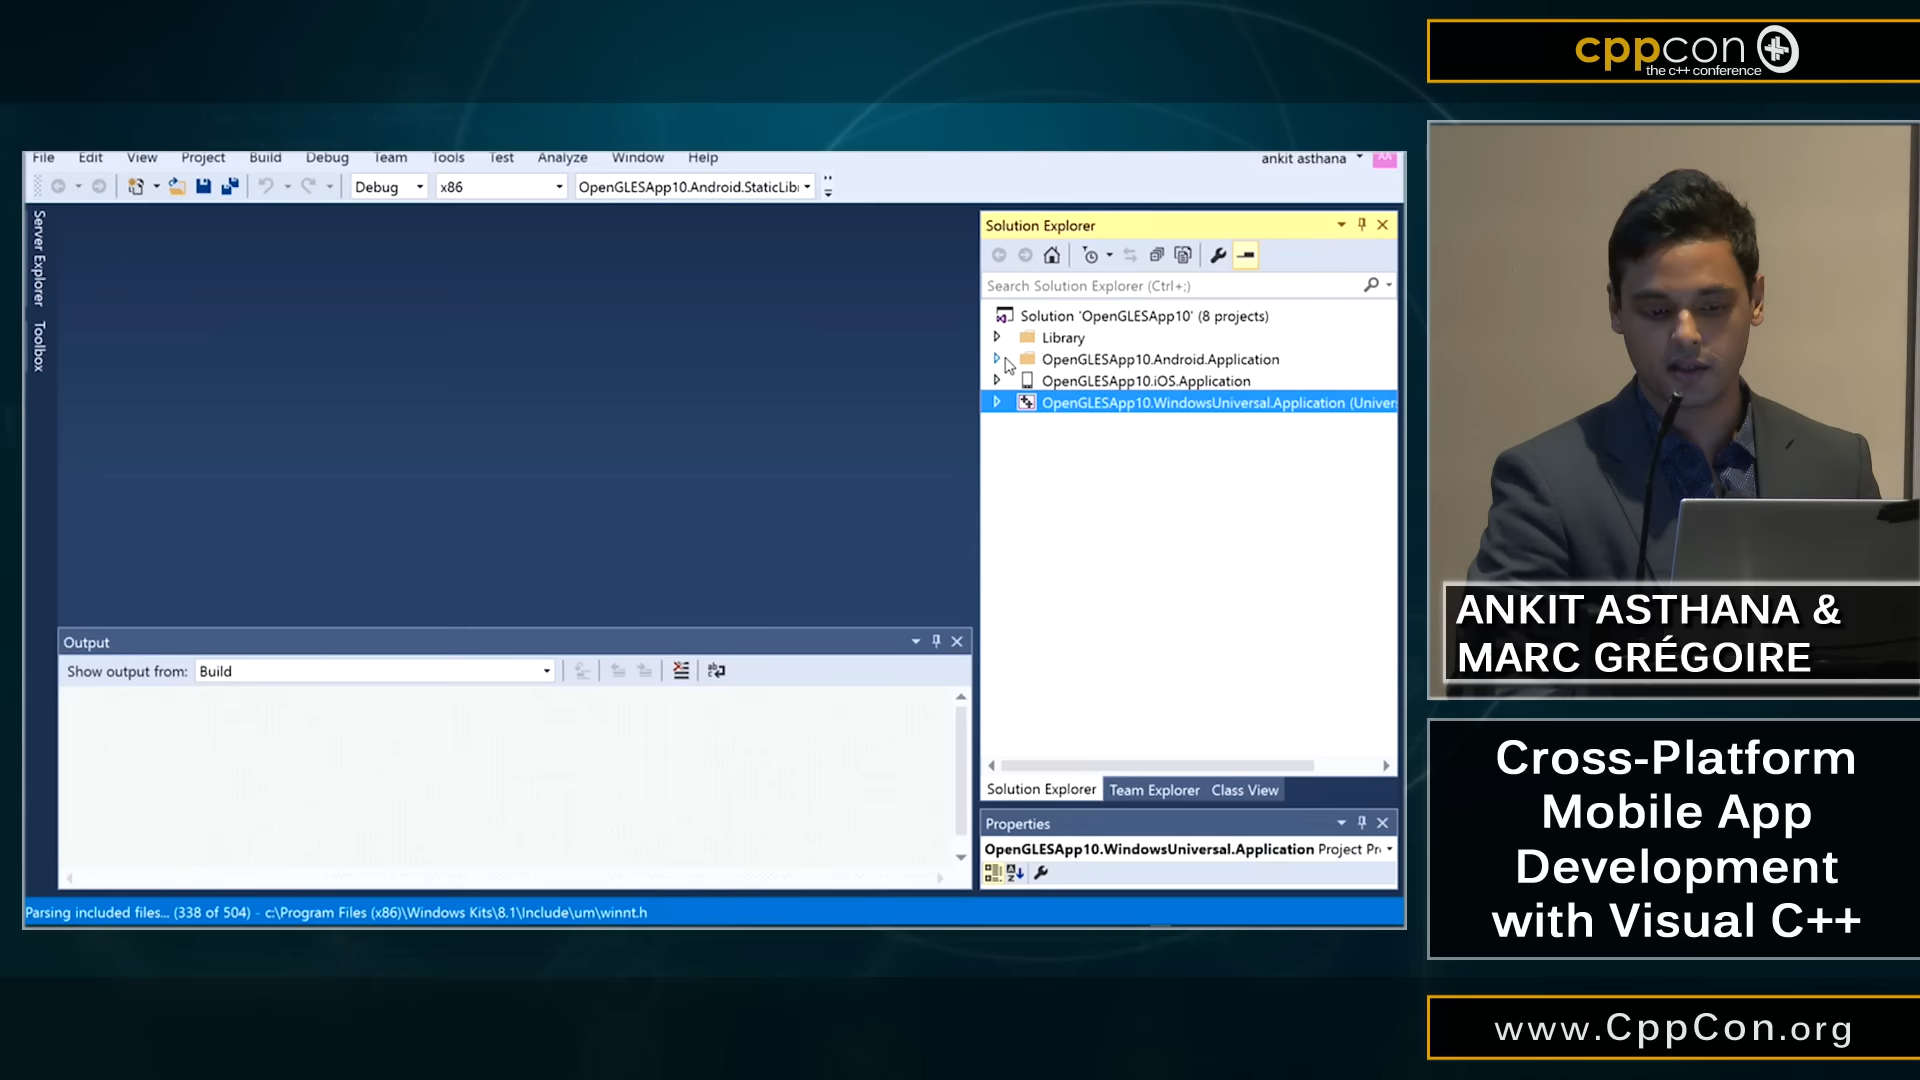 cppcon
the c++ conference
File Edit View Project Build Debug Team Tools Test Analyze Window Help
ankit asthana
AA
Debug x86 OpenGLESApp10.Android.StaticLib
Server Explorer
Toolbox
Solution Explorer
Search Solution Explorer (Ctrl+;)
Solution 'OpenGLESApp10' (8 projects)
Library
OpenGLESApp10.Android.Application
OpenGLESApp10.iOS.Application
OpenGLESApp10.WindowsUniversal.Application (Univer
Output
Show output from: Build
Solution Explorer Team Explorer Class View
Properties
OpenGLESApp10.WindowsUniversal.Application Project Pr
Parsing included files... (338 of 504) - c:\Program Files (x86)\Windows Kits\8.1\Include\um\winnt.h
ANKIT ASTHANA &
MARC GRÉGOIRE
Cross-Platform
Mobile App
Development
with Visual C++
www.CppCon.org